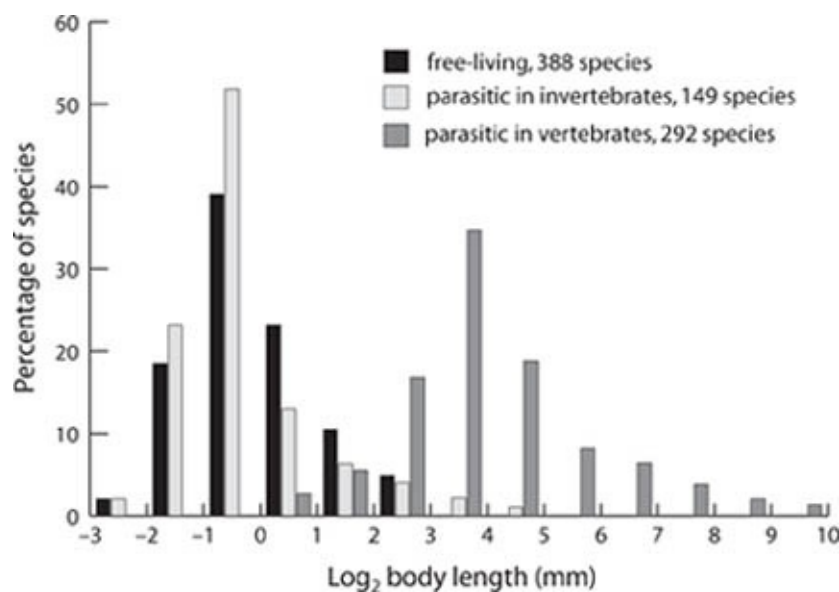 60
50
40
30
20
10
0
Percentage of species
free-living, 388 species
parasitic in invertebrates, 149 species
parasitic in vertebrates, 292 species
–3 –2 –1 0 1 2 3 4 5 6 7 8 9 10
Log₂ body length (mm)